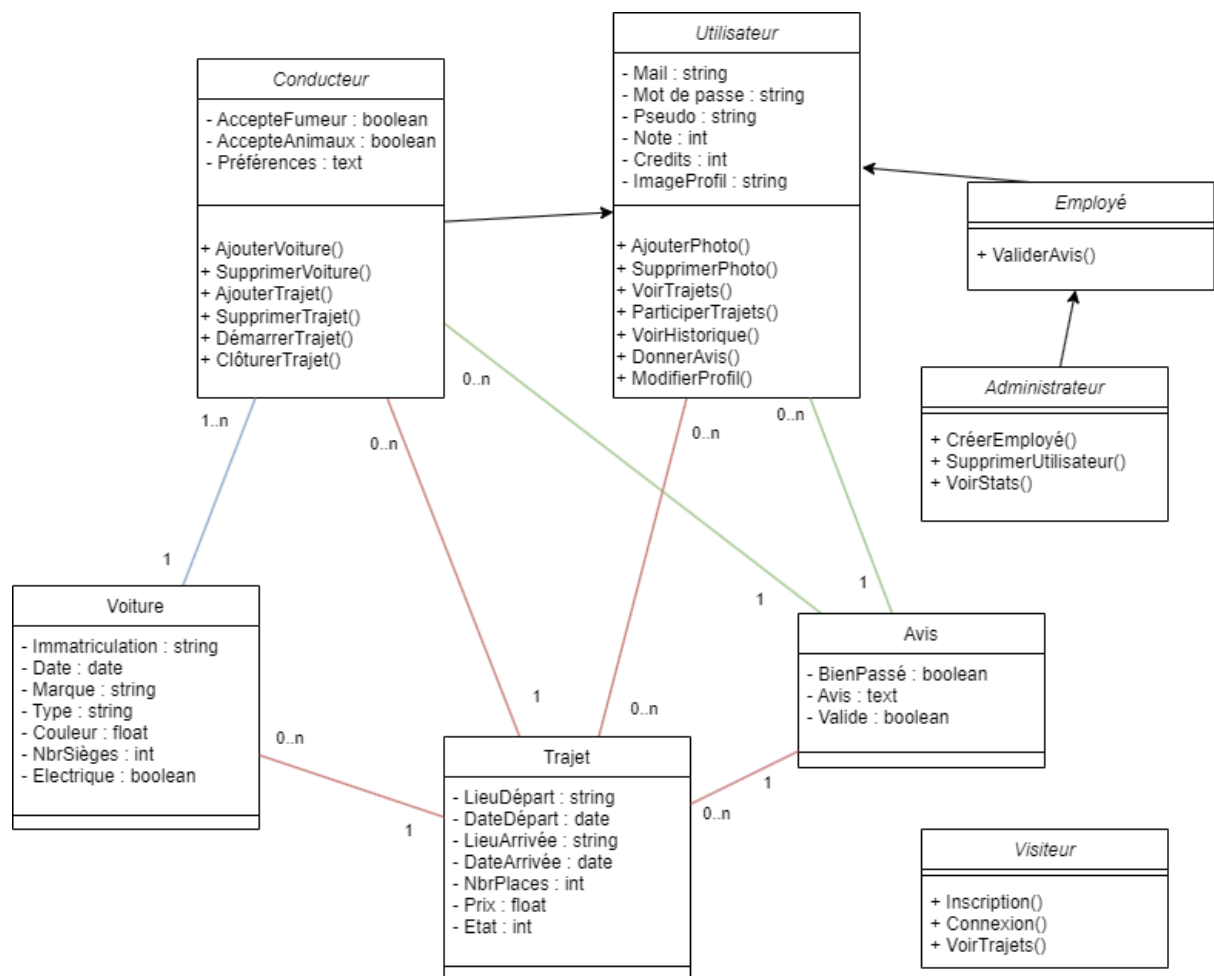 Conducteur
- AccepteFumeur : boolean
- AccepteAnimaux : boolean
- Préférences : text
+ AjouterVoiture()
+ SupprimerVoiture()
+ AjouterTrajet()
+ SupprimerTrajet()
+ DémarrerTrajet()
+ ClôturerTrajet()
Utilisateur
- Mail : string
- Mot de passe : string
- Pseudo : string
- Note : int
- Credits : int
- ImageProfil : string
+ AjouterPhoto()
+ SupprimerPhoto()
+ VoirTrajets()
+ ParticiperTrajets()
+ VoirHistorique()
+ DonnerAvis()
+ ModifierProfil()
Employé
+ ValiderAvis()
Administrateur
+ CréerEmployé()
+ SupprimerUtilisateur()
+ VoirStats()
0..n
1..n
0..n
0..n
0..n
1
1
1
Voiture
- Immatriculation : string
- Date : date
- Marque : string
- Type : string
- Couleur : float
- NbrSièges : int
- Electrique : boolean
Avis
- BienPassé : boolean
- Avis : text
- Valide : boolean
1
0..n
0..n
1
1
0..n
Trajet
- LieuDépart : string
- DateDépart : date
- LieuArrivée : string
- DateArrivée : date
- NbrPlaces : int
- Prix : float
- Etat : int
Visiteur
+ Inscription()
+ Connexion()
+ VoirTrajets()